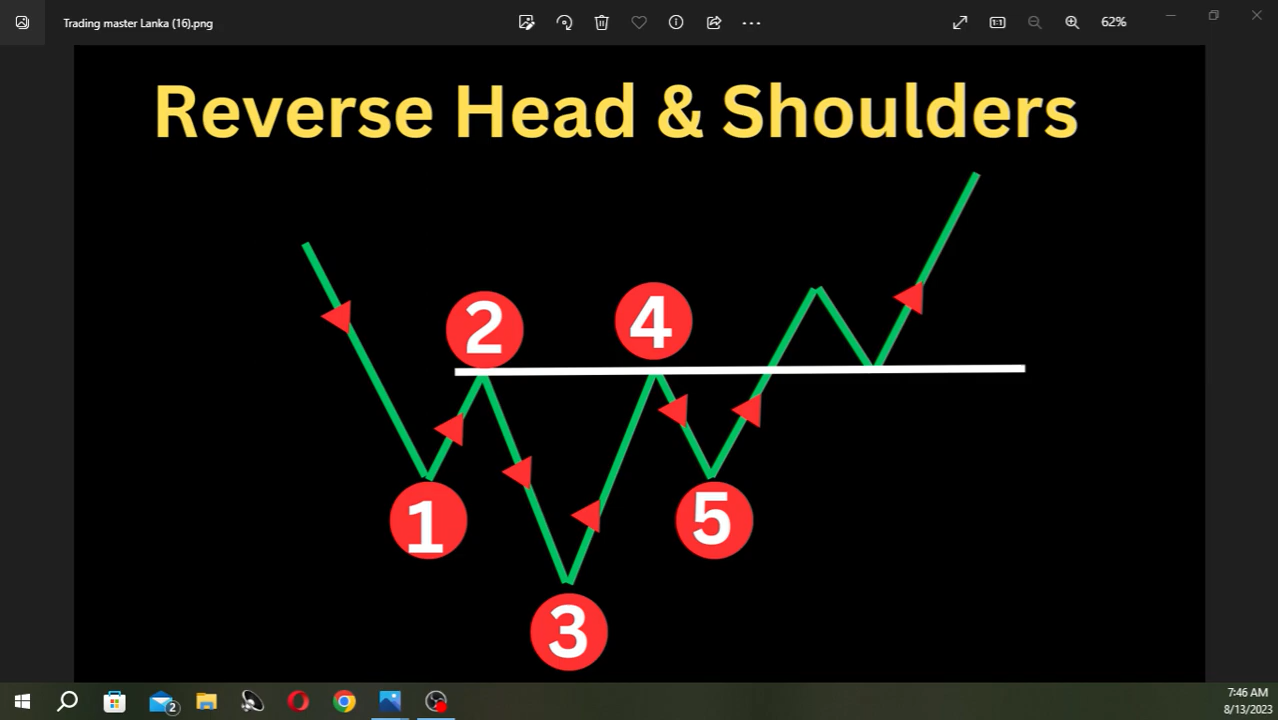 Trading master Lanka (16).png
62%
Reverse Head & Shoulders
2
4
1
5
3
2
7:46 AM
8/13/2023